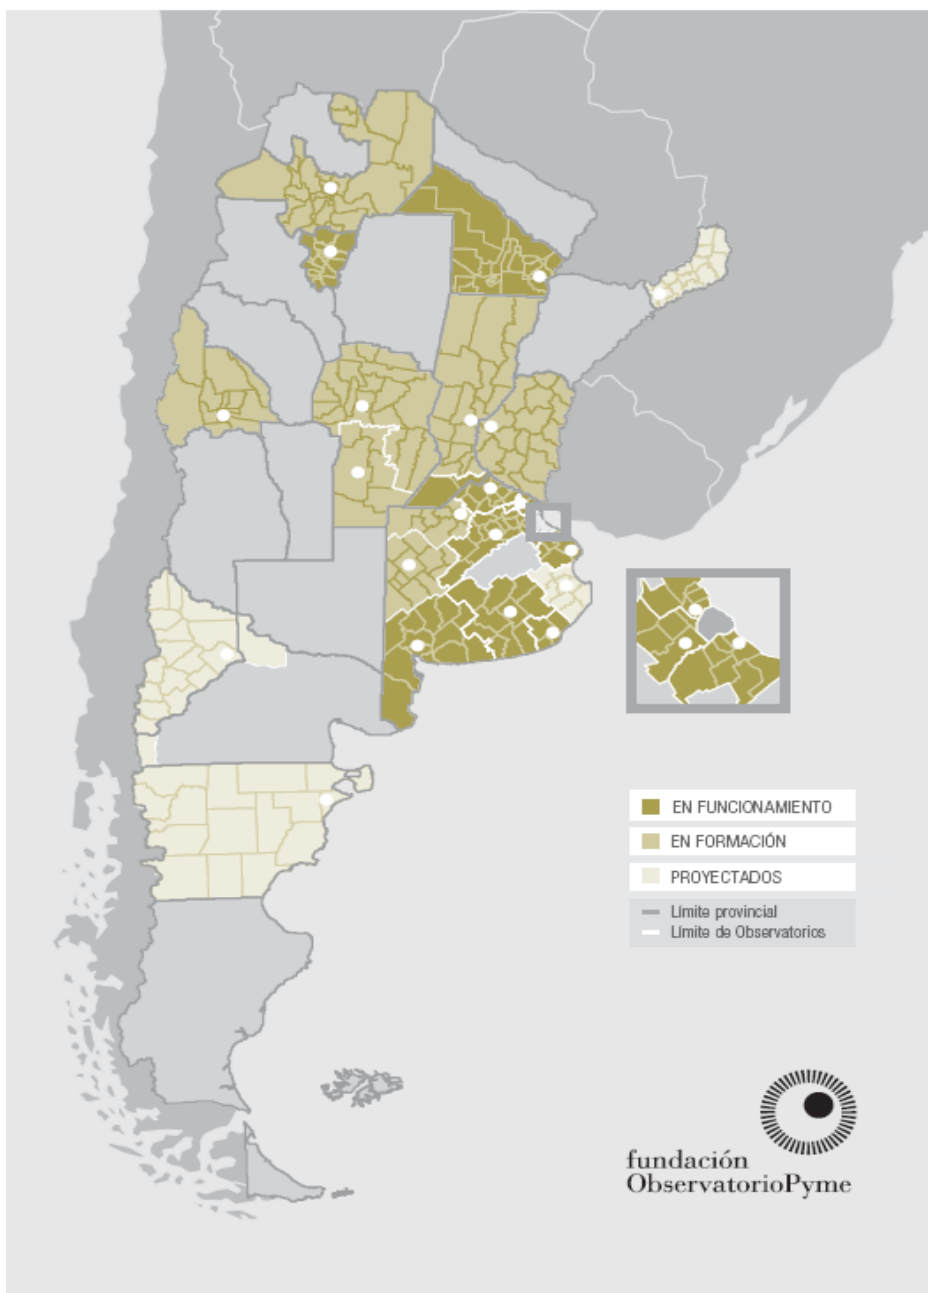 EN FUNCIONAMIENTO
EN FORMACIÓN
PROYECTADOS
Límite provincial
Límite de Observatorios
fundación
ObservatorioPyme